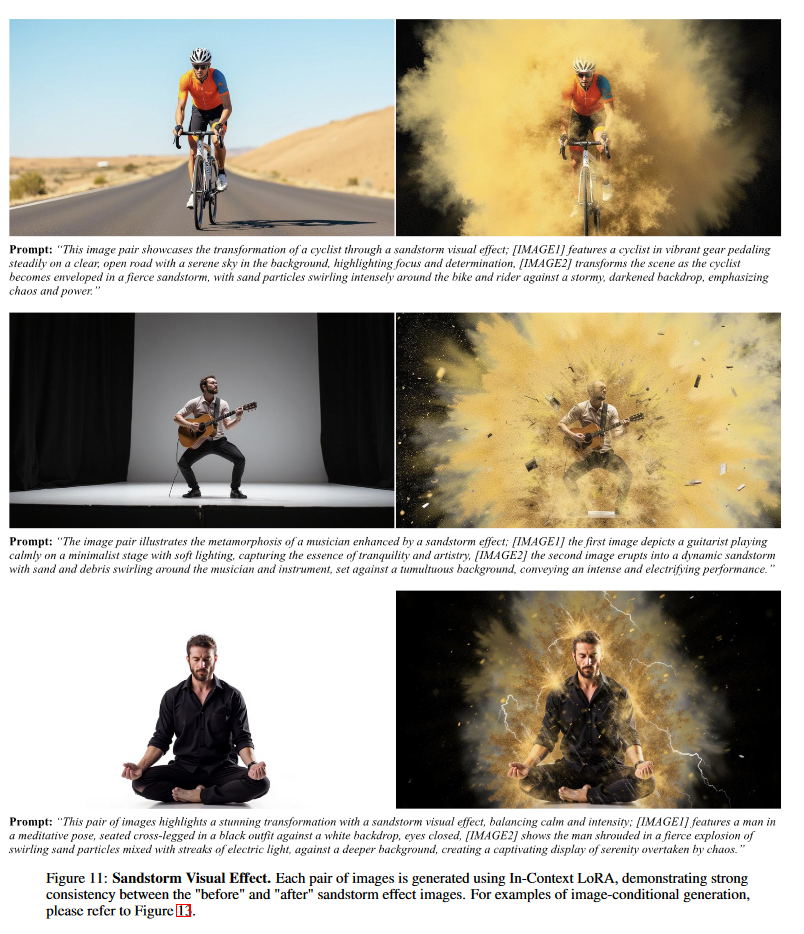 Prompt: “This image pair showcases the transformation of a cyclist through a sandstorm visual effect; [IMAGE1] features a cyclist in vibrant gear pedaling
steadily on a clear, open road with a serene sky in the background, highlighting focus and determination, [IMAGE2] transforms the scene as the cyclist
becomes enveloped in a fierce sandstorm, with sand particles swirling intensely around the bike and rider against a stormy, darkened backdrop, emphasizing
chaos and power.”
Prompt: “The image pair illustrates the metamorphosis of a musician enhanced by a sandstorm effect; [IMAGE1] the first image depicts a guitarist playing
calmly on a minimalist stage with soft lighting, capturing the essence of tranquility and artistry, [IMAGE2] the second image erupts into a dynamic sandstorm
with sand and debris swirling around the musician and instrument, set against a tumultuous background, conveying an intense and electrifying performance.”
Prompt: “This pair of images highlights a stunning transformation with a sandstorm visual effect, balancing calm and intensity; [IMAGE1] features a man in
a meditative pose, seated cross-legged in a black outfit against a white backdrop, eyes closed, [IMAGE2] shows the man shrouded in a fierce explosion of
swirling sand particles mixed with streaks of electric light, against a deeper background, creating a captivating display of serenity overtaken by chaos.”
Figure 11: Sandstorm Visual Effect. Each pair of images is generated using In-Context LoRA, demonstrating strong
consistency between the "before" and "after" sandstorm effect images. For examples of image-conditional generation,
please refer to Figure 13.